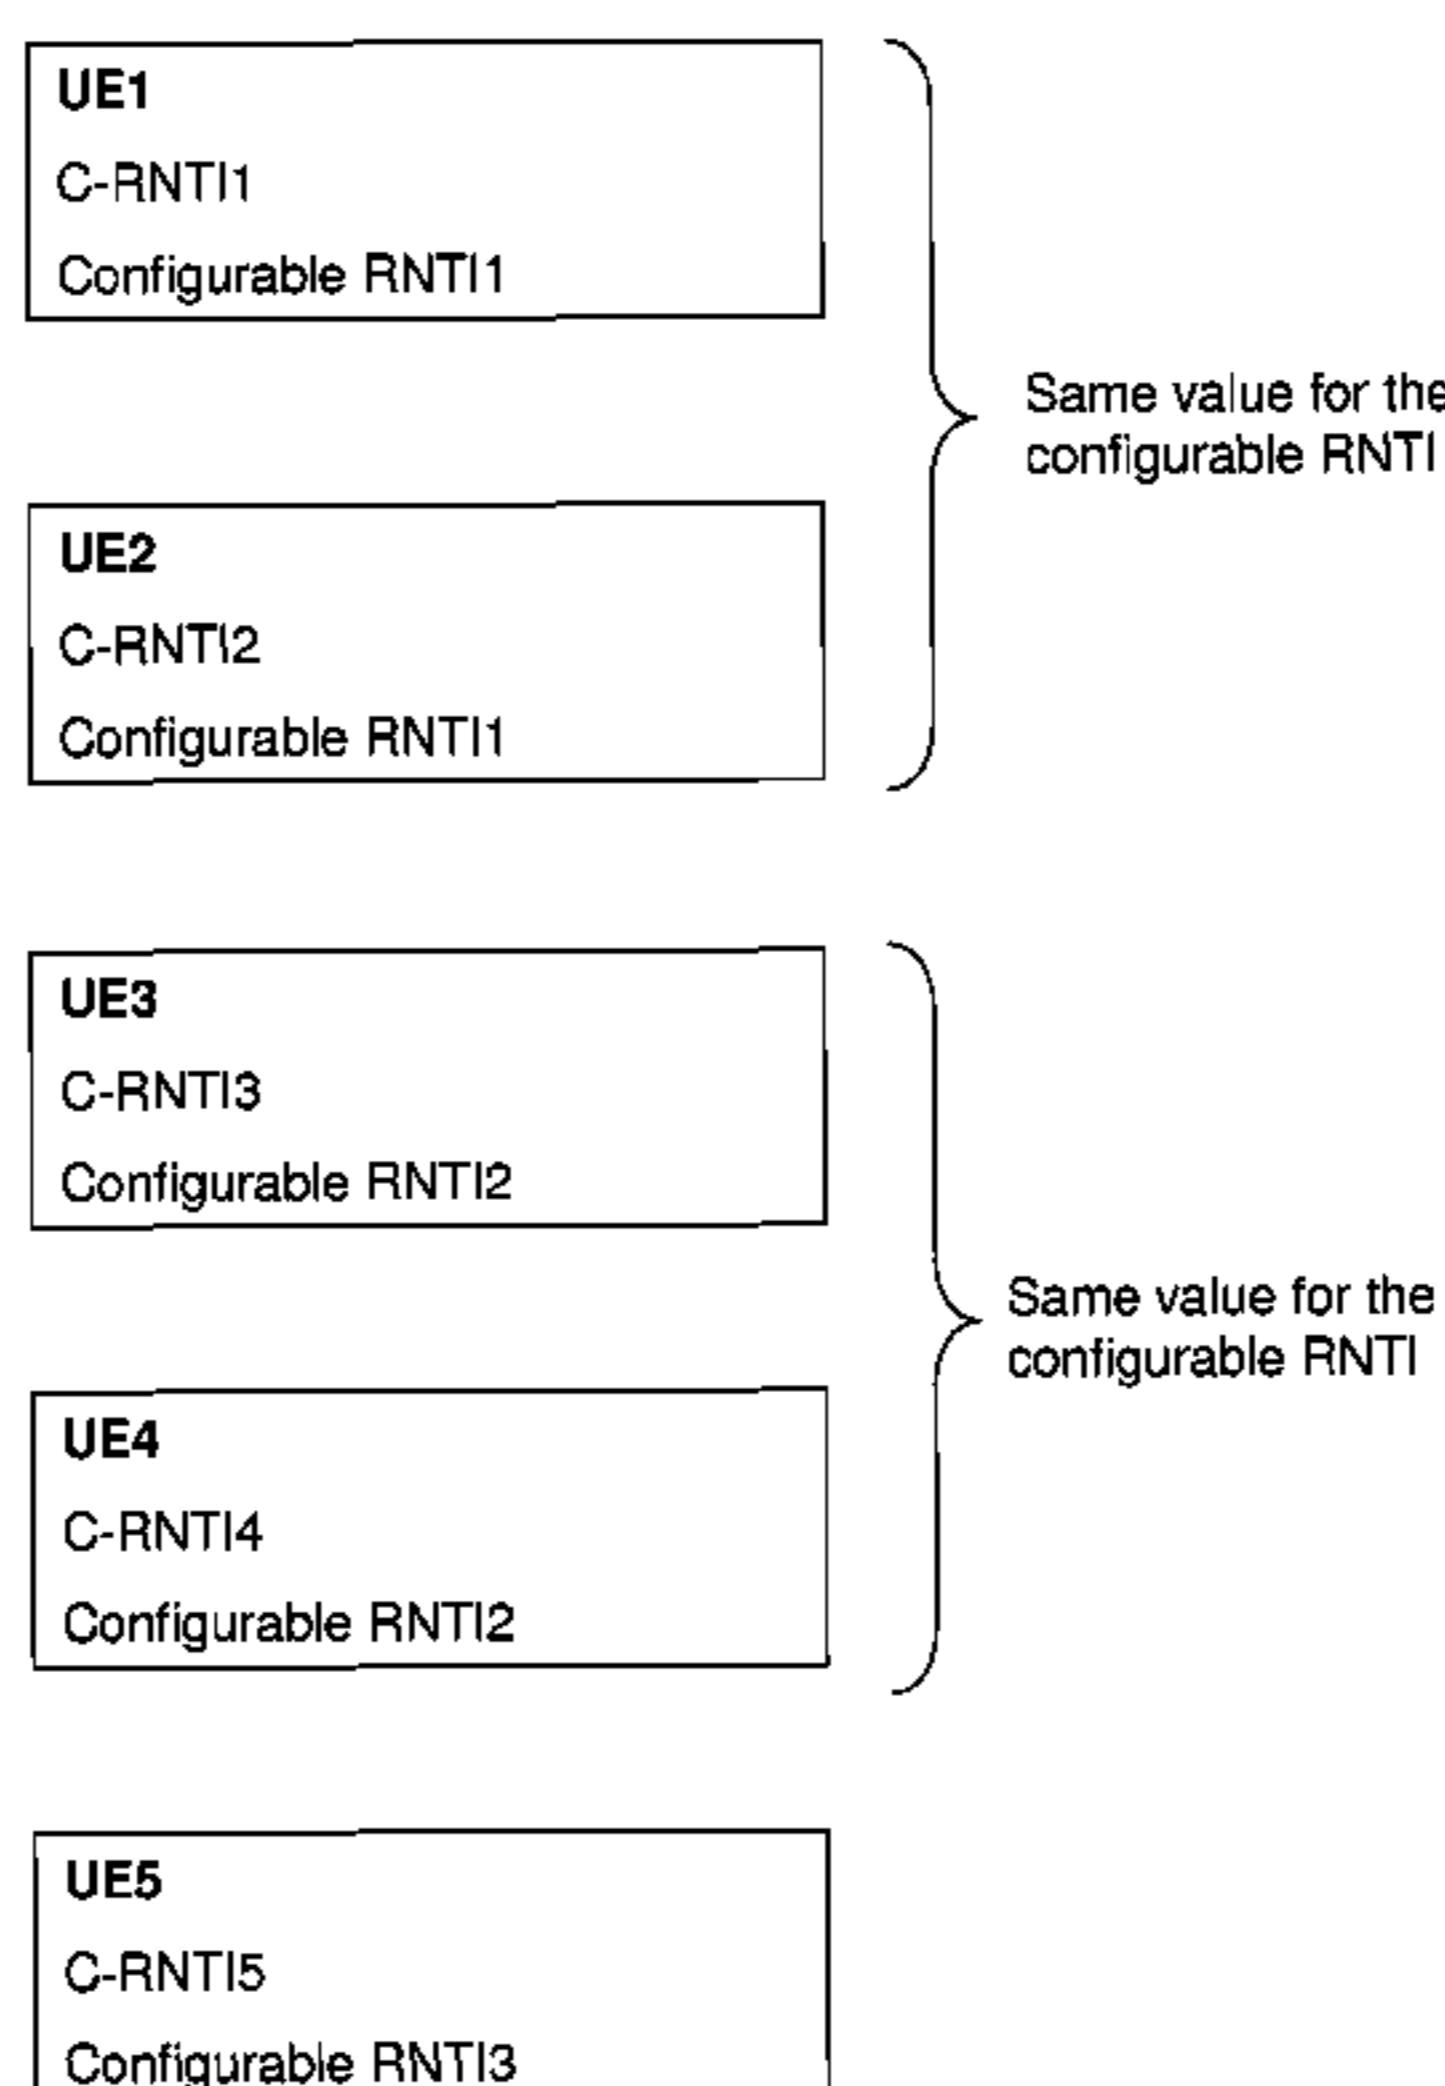 UE1
C-RNTI1
Configurable RNTI1
Same value for the
configurable RNTI
UE2
C-RNTI2
Configurable RNTI1
UE3
C-RNTI3
Configurable RNTI2
Same value for the
configurable RNTI
UE4
C-RNTI4
Configurable RNTI2
UE5
C-RNTI5
Configurable RNTI3